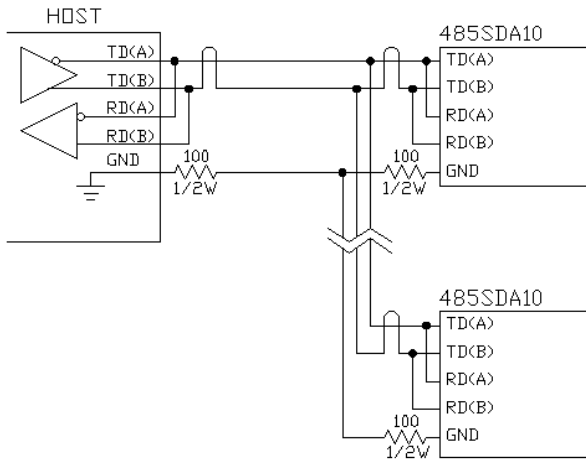 HOST
TD(A)
TD(B)
RD(A)
RD(B)
GND
100
1/2W
485SDA10
TD(A)
TD(B)
RD(A)
RD(B)
GND
100
1/2W
485SDA10
TD(A)
TD(B)
RD(A)
RD(B)
GND
100
1/2W